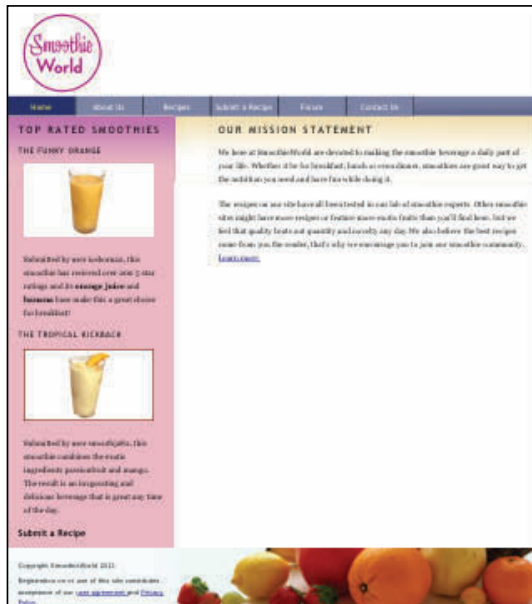 Smoothie
World
Home About Us Recipes Submit a Recipe Forum Contact Us
TOP RATED SMOOTHIES
THE FUNKY ORANGE
Submitted by user iceboman, this
smoothie has recieved over 200 5-star
ratings and its orange juice and
banana base make this a great choice
for breakfast!
THE TROPICAL KICKBACK
Submitted by user smoothj, this
smoothie combines the exotic
ingredients passionfruit and mango.
The result is an invigorating and
delicious beverage that is great any time
of the day.
Submit a Recipe
OUR MISSION STATEMENT
We here at SmoothieWorld are devoted to making the smoothie beverage a daily part of
your life. Whether it be for breakfast, lunch or even dinner, smoothies are great way to get
the nutrition you need and have fun while doing it.
The recipes on our site have all been tested in our lab of smoothie experts. Other smoothie
sites might have more recipes or feature more exotic fruits than you'll find here, but we
feel that quality beats out quantity and novelty any day. We also believe the best recipes
come from you the reader, that's why we encourage you to join our smoothie community.
Learn more.
Copyright SmoothieWorld
Registration on or use of this site constitutes
acceptance of our user agreement and Privacy
Policy